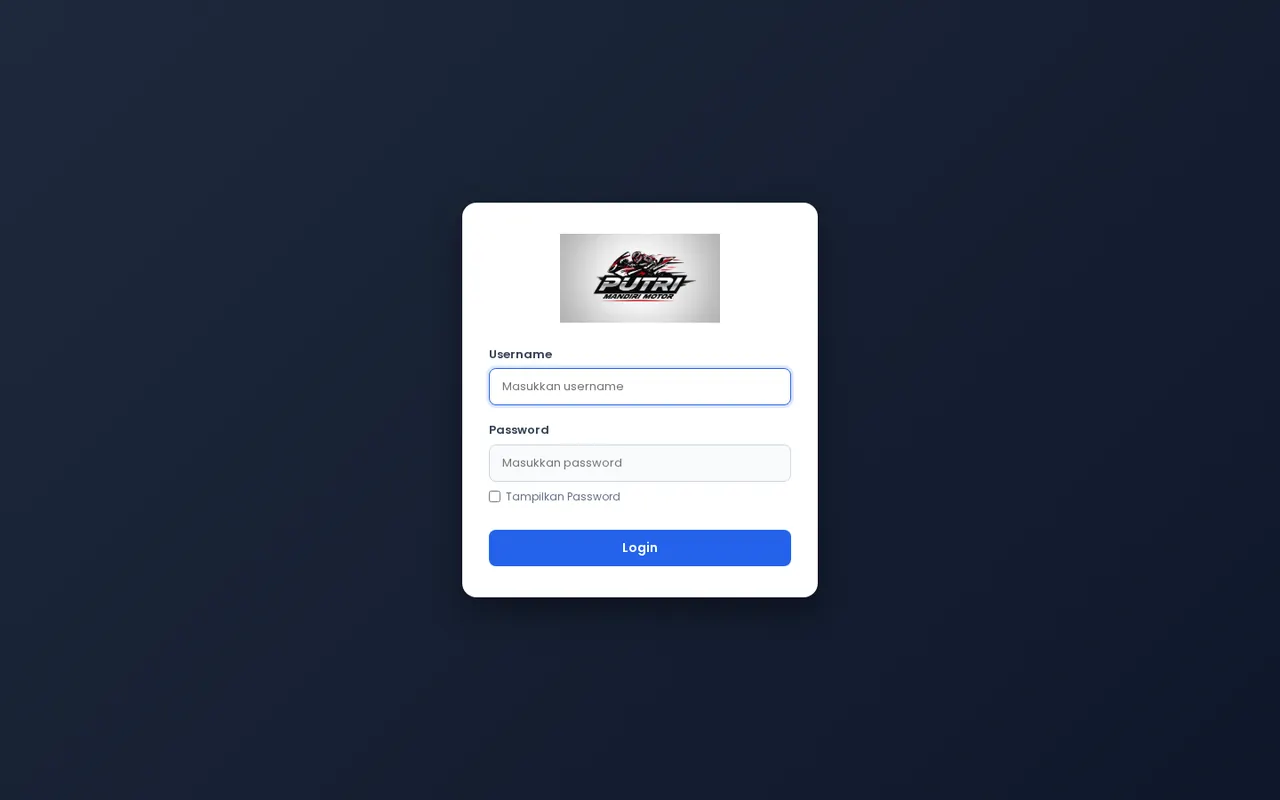 PUTRI
MANDIRI MOTOR
Username
Masukkan username
Password
Masukkan password
Tampilkan Password
Login